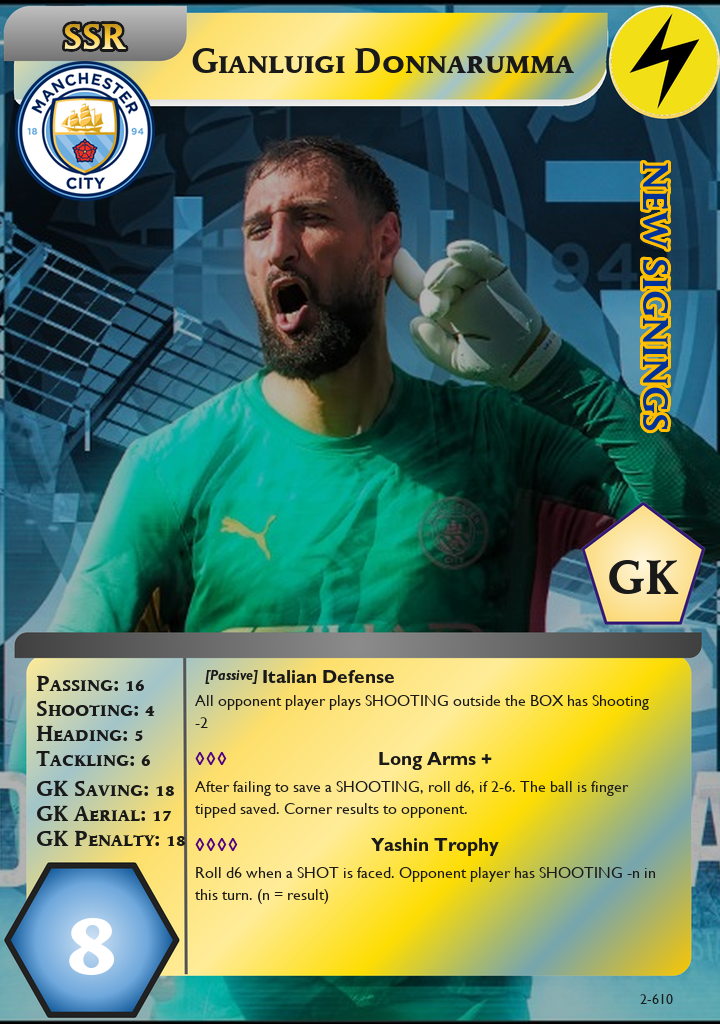 SSR
GIANLUIGI DONNARUMMA
MANCHESTER
18 94
CITY
NEW SIGNINGS
94
GK
PASSING: 16
SHOOTING: 4
HEADING: 5
TACKLING: 6
GK SAVING: 18
GK AERIAL: 17
GK PENALTY: 18
8
[Passive] Italian Defense
All opponent player plays SHOOTING outside the BOX has Shooting
-2
◊◊◊ Long Arms +
After failing to save a SHOOTING, roll d6, if 2-6. The ball is finger
tipped saved. Corner results to opponent.
◊◊◊◊ Yashin Trophy
Roll d6 when a SHOT is faced. Opponent player has SHOOTING -n in
this turn. (n = result)
2-610